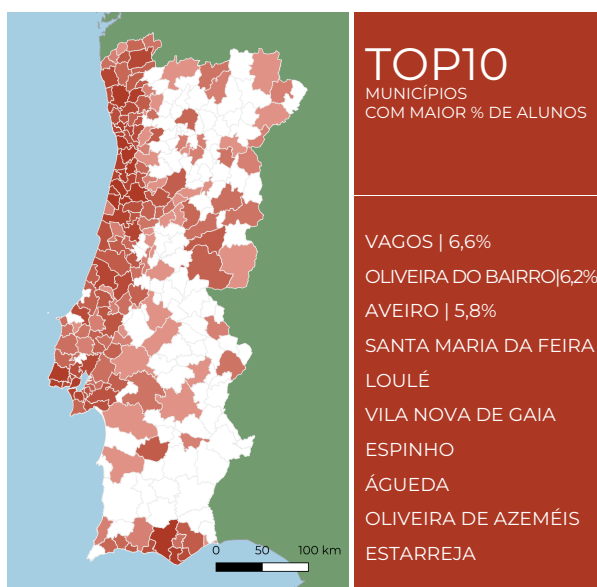 TOP10
MUNICÍPIOS
COM MAIOR % DE ALUNOS
VAGOS | 6,6%
OLIVEIRA DO BAIRRO|6,2%
AVEIRO | 5,8%
SANTA MARIA DA FEIRA
LOULÉ
VILA NOVA DE GAIA
ESPINHO
ÁGUEDA
OLIVEIRA DE AZEMÉIS
ESTARREJA
0 50 100 km